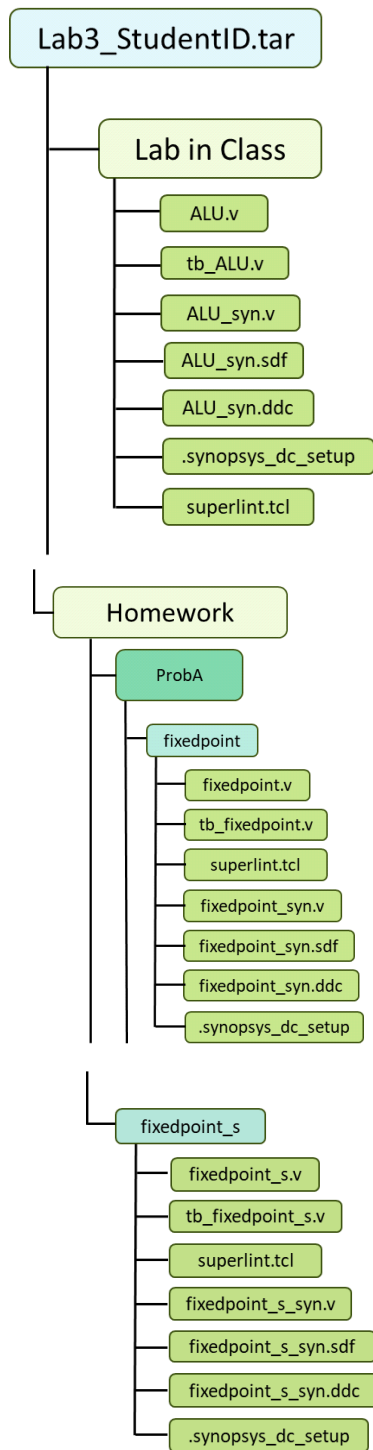 Lab3_StudentID.tar
Lab in Class
ALU.v
tb_ALU.v
ALU_syn.v
ALU_syn.sdf
ALU_syn.ddc
.synopsys_dc_setup
superlint.tcl
Homework
ProbA
fixedpoint
fixedpoint.v
tb_fixedpoint.v
superlint.tcl
fixedpoint_syn.v
fixedpoint_syn.sdf
fixedpoint_syn.ddc
.synopsys_dc_setup
fixedpoint_s
fixedpoint_s.v
tb_fixedpoint_s.v
superlint.tcl
fixedpoint_s_syn.v
fixedpoint_s_syn.sdf
fixedpoint_s_syn.ddc
.synopsys_dc_setup